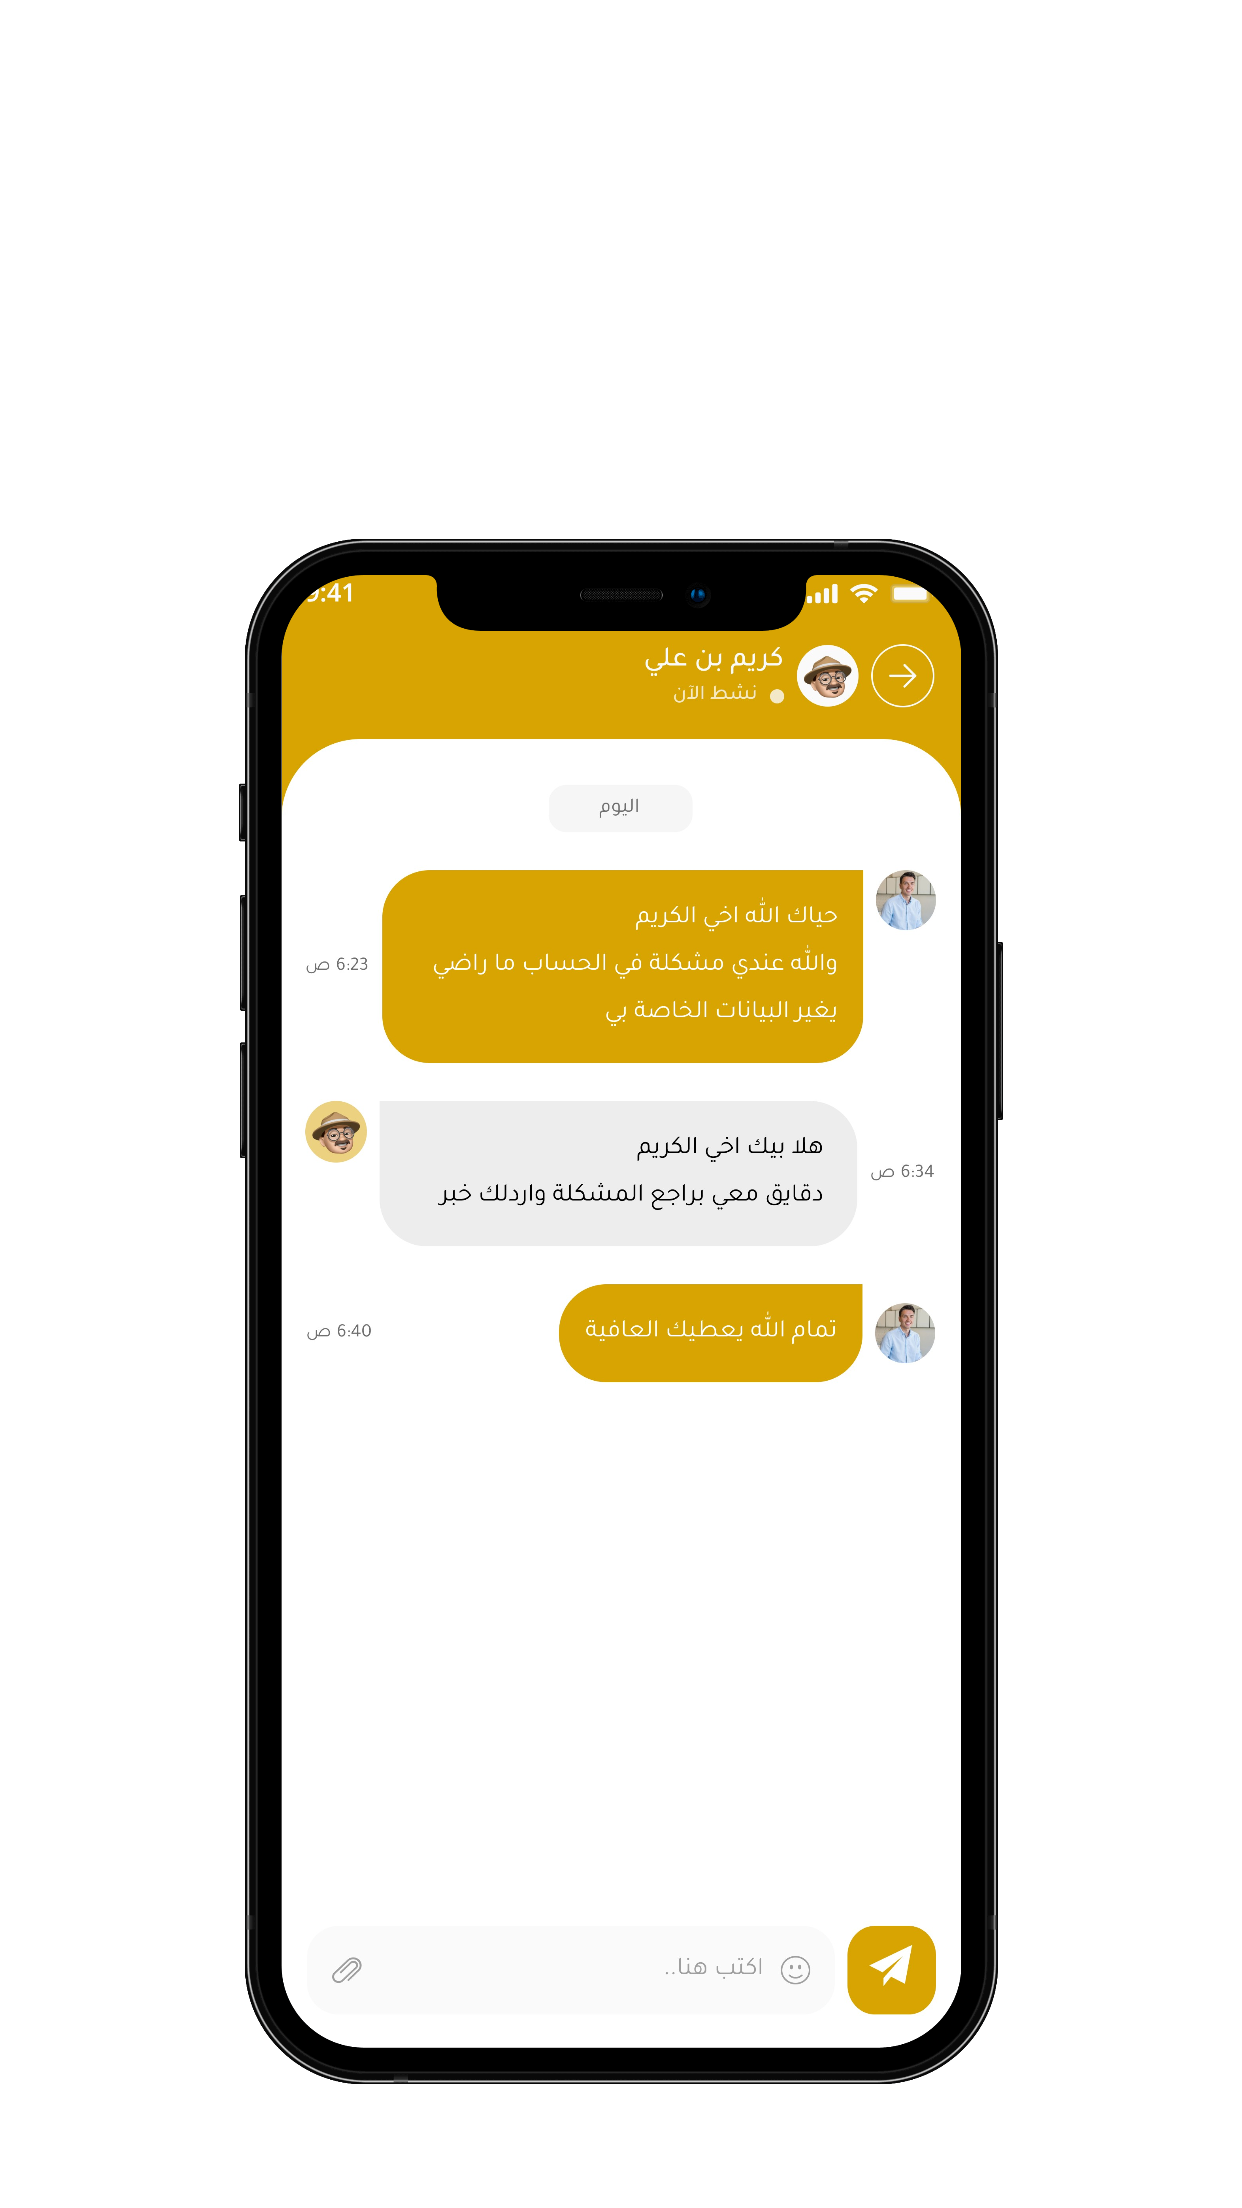 9:41
كريم بن علي
نشط الآن
اليوم
حياك الله اخي الكريم
والله عندي مشكلة في الحساب ما راضي
يغير البيانات الخاصة بي
6:23 ص
هلا بيك اخي الكريم
دقايق معي براجع المشكلة واردلك خبر
6:34 ص
تمام الله يعطيك العافية
6:40 ص
اكتب هنا..